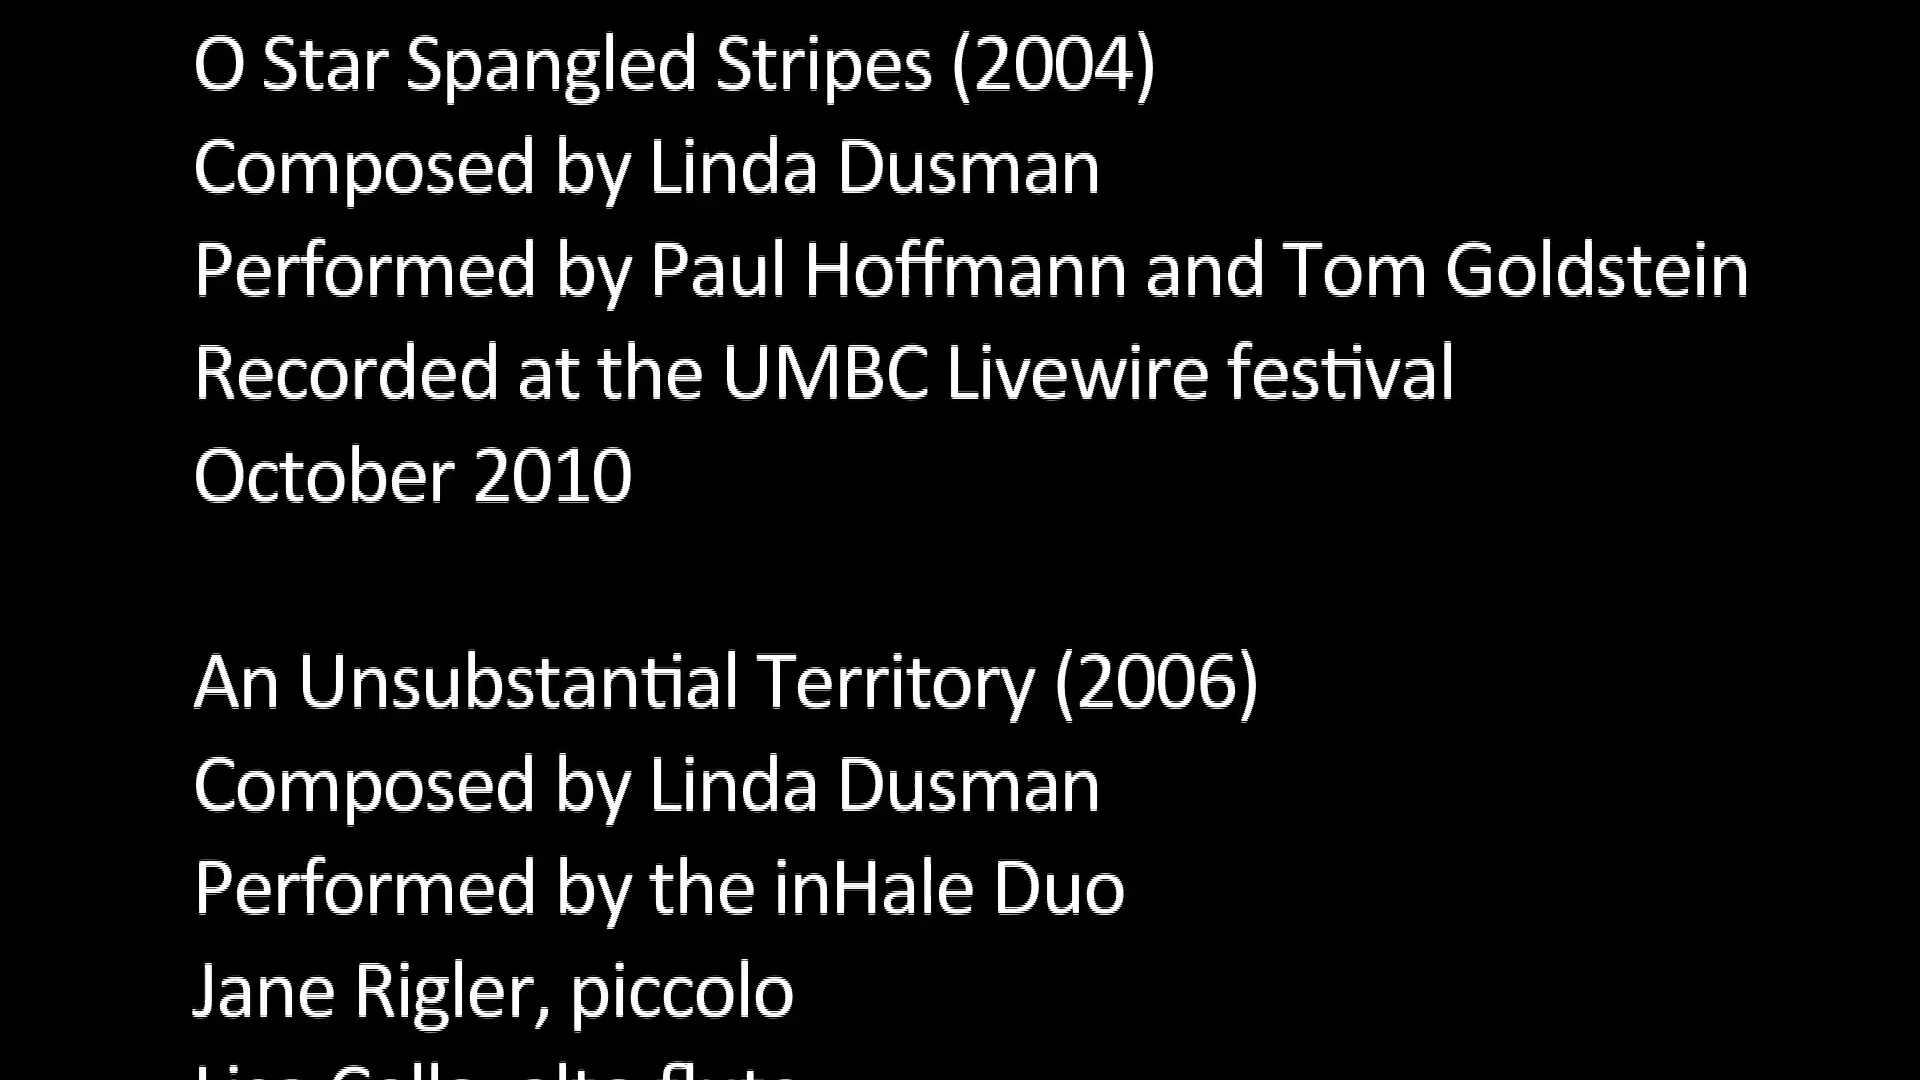 O Star Spangled Stripes (2004)
Composed by Linda Dusman
Performed by Paul Hoffmann and Tom Goldstein
Recorded at the UMBC Livewire festival
October 2010
An Unsubstantial Territory (2006)
Composed by Linda Dusman
Performed by the inHale Duo
Jane Rigler, piccolo